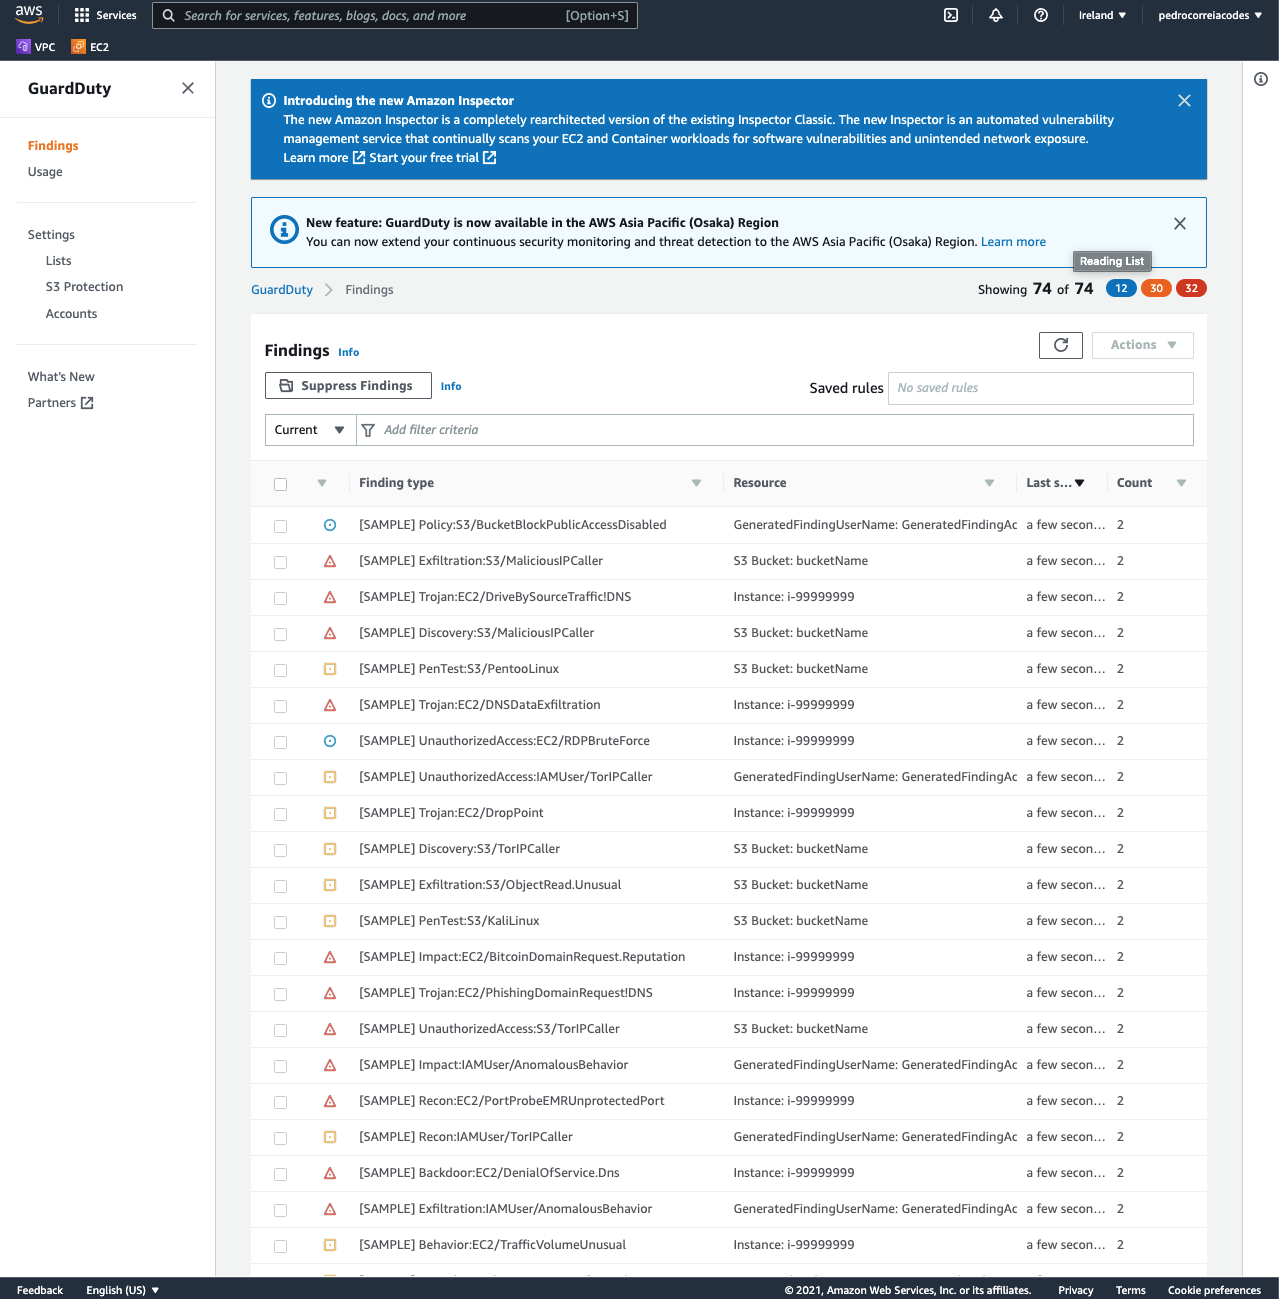 aws
Services
Search for services, features, blogs, docs, and more
[Option+S]
Ireland
pedrocorreiacodes
VPC
EC2
GuardDuty
Findings
Usage
Settings
Lists
S3 Protection
Accounts
What's New
Partners
Introducing the new Amazon Inspector
The new Amazon Inspector is a completely rearchitected version of the existing Inspector Classic. The new Inspector is an automated vulnerability
management service that continually scans your EC2 and Container workloads for software vulnerabilities and unintended network exposure.
Learn more Start your free trial
New feature: GuardDuty is now available in the AWS Asia Pacific (Osaka) Region
You can now extend your continuous security monitoring and threat detection to the AWS Asia Pacific (Osaka) Region. Learn more
Reading List
GuardDuty Findings
Showing 74 of 74 12 30 32
Findings Info
Actions
Suppress Findings Info
Saved rules No saved rules
Current Add filter criteria
Finding type Resource Last s... Count
[SAMPLE] Policy:S3/BucketBlockPublicAccessDisabled GeneratedFindingUserName: GeneratedFindingAc a few secon... 2
[SAMPLE] Exfiltration:S3/MaliciousIPCaller S3 Bucket: bucketName a few secon... 2
[SAMPLE] Trojan:EC2/DriveBySourceTraffic!DNS Instance: i-99999999 a few secon... 2
[SAMPLE] Discovery:S3/MaliciousIPCaller S3 Bucket: bucketName a few secon... 2
[SAMPLE] PenTest:S3/PentooLinux S3 Bucket: bucketName a few secon... 2
[SAMPLE] Trojan:EC2/DNSDataExfiltration Instance: i-99999999 a few secon... 2
[SAMPLE] UnauthorizedAccess:EC2/RDPBruteForce Instance: i-99999999 a few secon... 2
[SAMPLE] UnauthorizedAccess:IAMUser/TorIPCaller GeneratedFindingUserName: GeneratedFindingAc a few secon... 2
[SAMPLE] Trojan:EC2/DropPoint Instance: i-99999999 a few secon... 2
[SAMPLE] Discovery:S3/TorIPCaller S3 Bucket: bucketName a few secon... 2
[SAMPLE] Exfiltration:S3/ObjectRead.Unusual S3 Bucket: bucketName a few secon... 2
[SAMPLE] PenTest:S3/KaliLinux S3 Bucket: bucketName a few secon... 2
[SAMPLE] Impact:EC2/BitcoinDomainRequest.Reputation Instance: i-99999999 a few secon... 2
[SAMPLE] Trojan:EC2/PhishingDomainRequest!DNS Instance: i-99999999 a few secon... 2
[SAMPLE] UnauthorizedAccess:S3/TorIPCaller S3 Bucket: bucketName a few secon... 2
[SAMPLE] Impact:IAMUser/AnomalousBehavior GeneratedFindingUserName: GeneratedFindingAc a few secon... 2
[SAMPLE] Recon:EC2/PortProbeEMRUnprotectedPort Instance: i-99999999 a few secon... 2
[SAMPLE] Recon:IAMUser/TorIPCaller GeneratedFindingUserName: GeneratedFindingAc a few secon... 2
[SAMPLE] Backdoor:EC2/DenialOfService.Dns Instance: i-99999999 a few secon... 2
[SAMPLE] Exfiltration:IAMUser/AnomalousBehavior GeneratedFindingUserName: GeneratedFindingAc a few secon... 2
[SAMPLE] Behavior:EC2/TrafficVolumeUnusual Instance: i-99999999 a few secon... 2
Feedback English (US) © 2021, Amazon Web Services, Inc. or its affiliates. Privacy Terms Cookie preferences